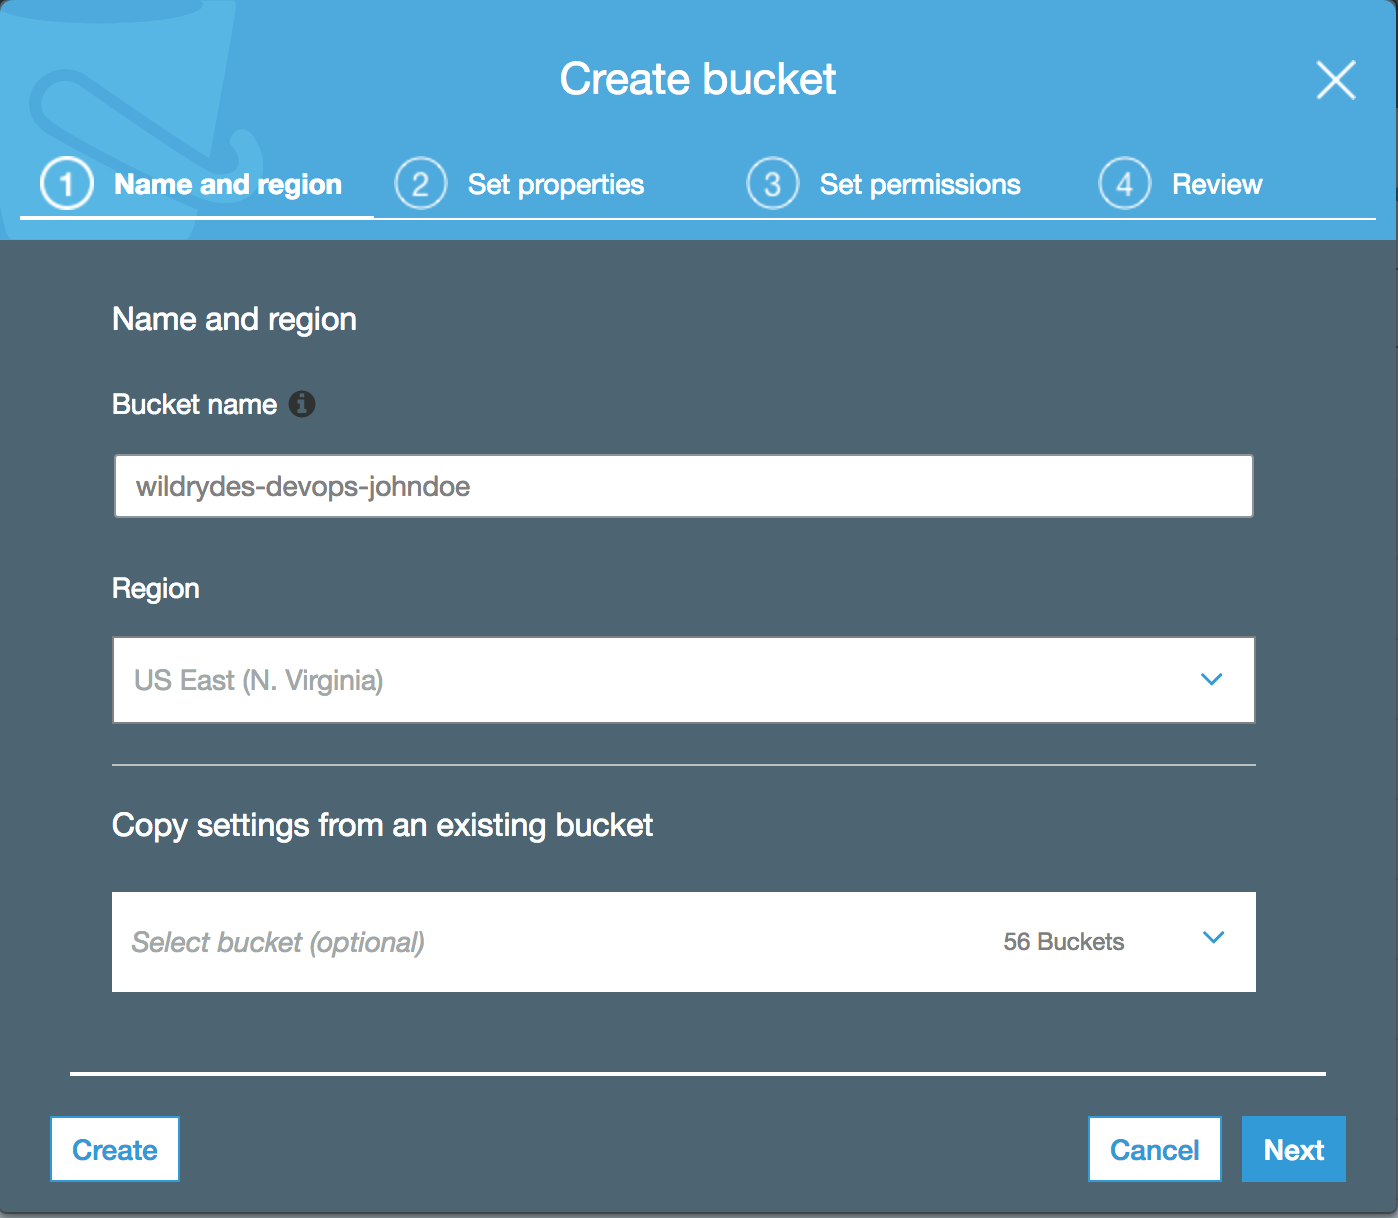 Create bucket
1 Name and region 2 Set properties 3 Set permissions 4 Review
Name and region
Bucket name
wildrydes-devops-johndoe
Region
US East (N. Virginia)
Copy settings from an existing bucket
Select bucket (optional) 56 Buckets
Create Cancel Next